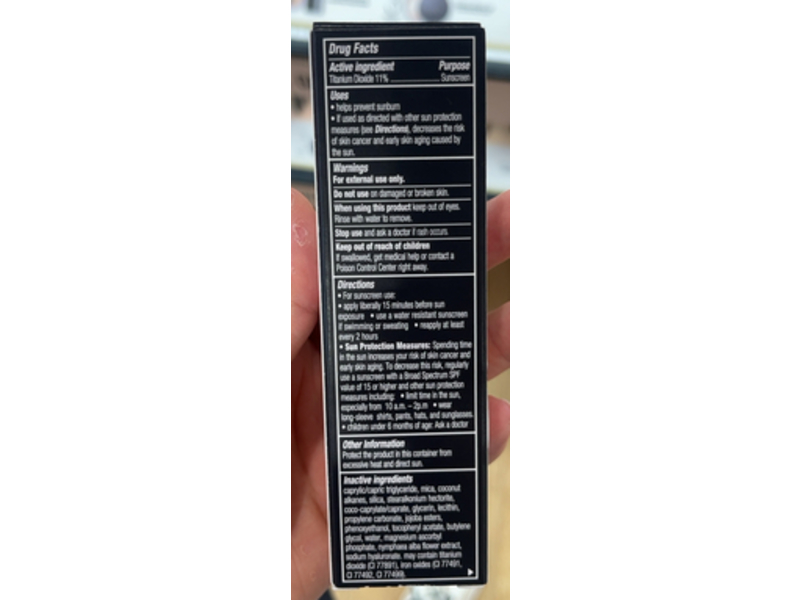 Drug Facts
Active ingredient Purpose
Titanium Dioxide 11% Sunscreen
Uses
• helps prevent sunburn
• If used as directed with other sun protection
measures (see Directions), decreases the risk
of skin cancer and early skin aging caused by
the sun.
Warnings
For external use only.
Do not use on damaged or broken skin.
When using this product keep out of eyes.
Rinse with water to remove.
Stop use and ask a doctor if rash occurs.
Keep out of reach of children
If swallowed, get medical help or contact a
Poison Control Center right away.
Directions
• For sunscreen use:
• apply liberally 15 minutes before sun
exposure • use a water resistant sunscreen
if swimming or sweating • reapply at least
every 2 hours
• Sun Protection Measures: Spending time
in the sun increases your risk of skin cancer and
early skin aging. To decrease this risk, regularly
use a sunscreen with a Broad Spectrum SPF
value of 15 or higher and other sun protection
measures including: • limit time in the sun,
especially from 10 a.m. – 2p.m • wear
long-sleeve shirts, pants, hats, and sunglasses.
• children under 6 months of age: Ask a doctor
Other Information
Protect the product in this container from
excessive heat and direct sun.
Inactive ingredients
caprylic/capric triglyceride, mica, coconut
alkanes, silica, stearalkonium hectorite,
coco-caprylate/caprate, glycerin, lecithin,
propylene carbonate, jojoba esters,
phenoxyethanol, tocopheryl acetate, butylene
glycol, water, magnesium ascorbyl
phosphate, nymphaea alba flower extract,
sodium hyaluronate. may contain titanium
dioxide (CI 77891), iron oxides (CI 77491,
CI 77492, CI 77499).